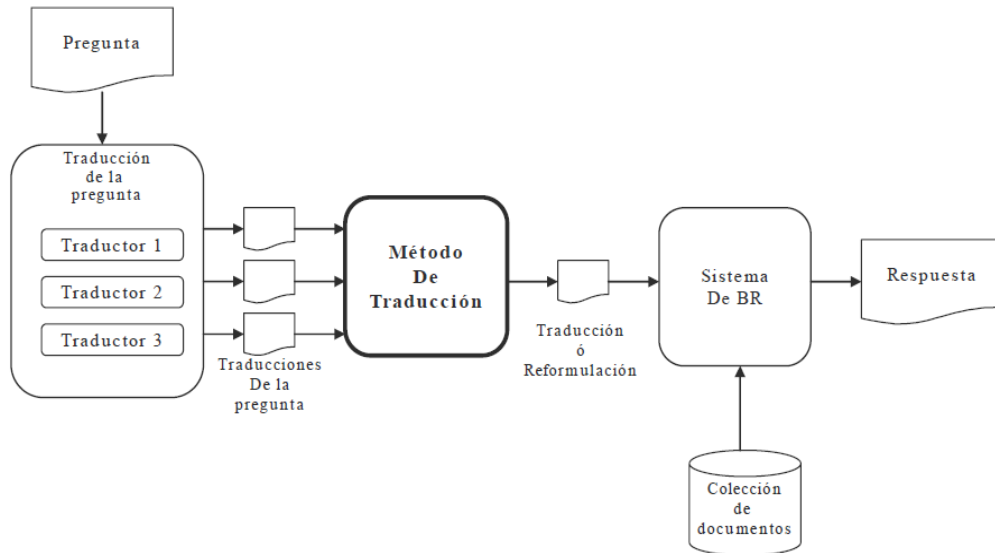 Pregunta
Traducción
de la
pregunta
Traductor 1
Traductor 2
Traductor 3
Traducciones
De la
pregunta
Método
De
Traducción
Traducción
ó
Reformulación
Sistema
De BR
Respuesta
Colección
de
documentos